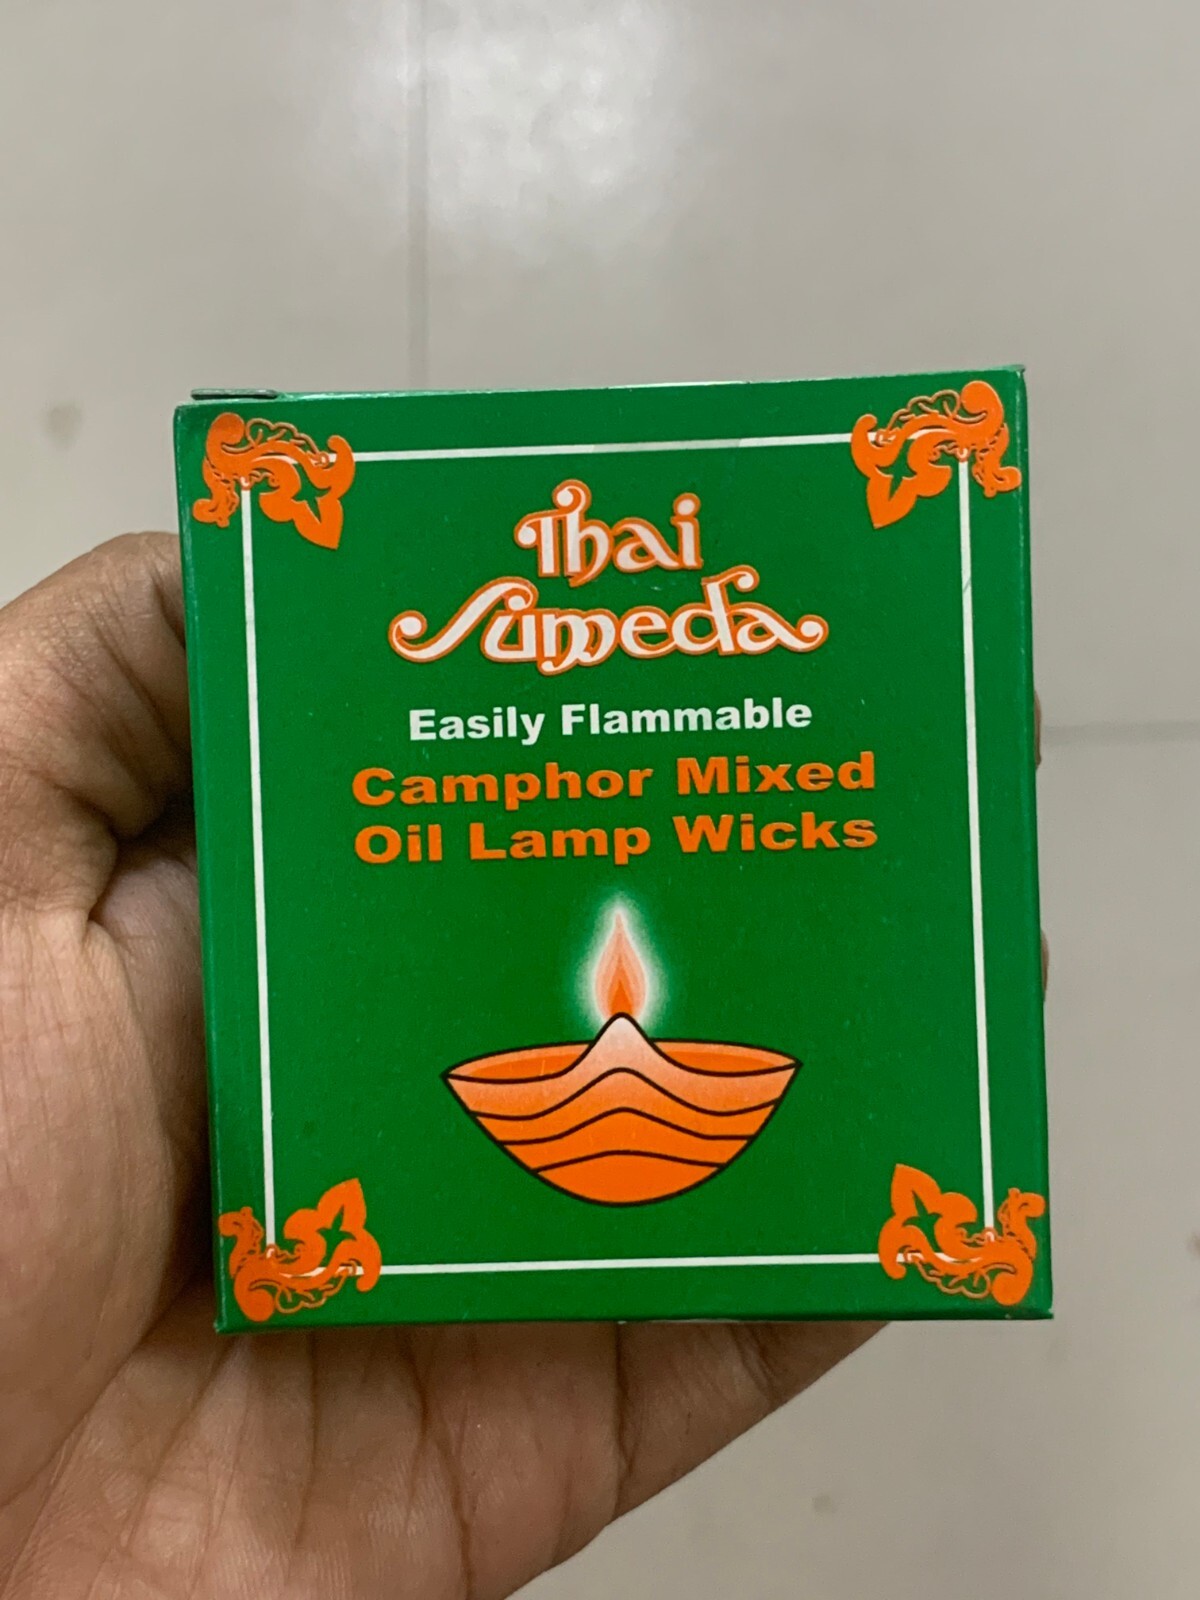 Thai
Sumeda
Easily Flammable
Camphor Mixed
Oil Lamp Wicks